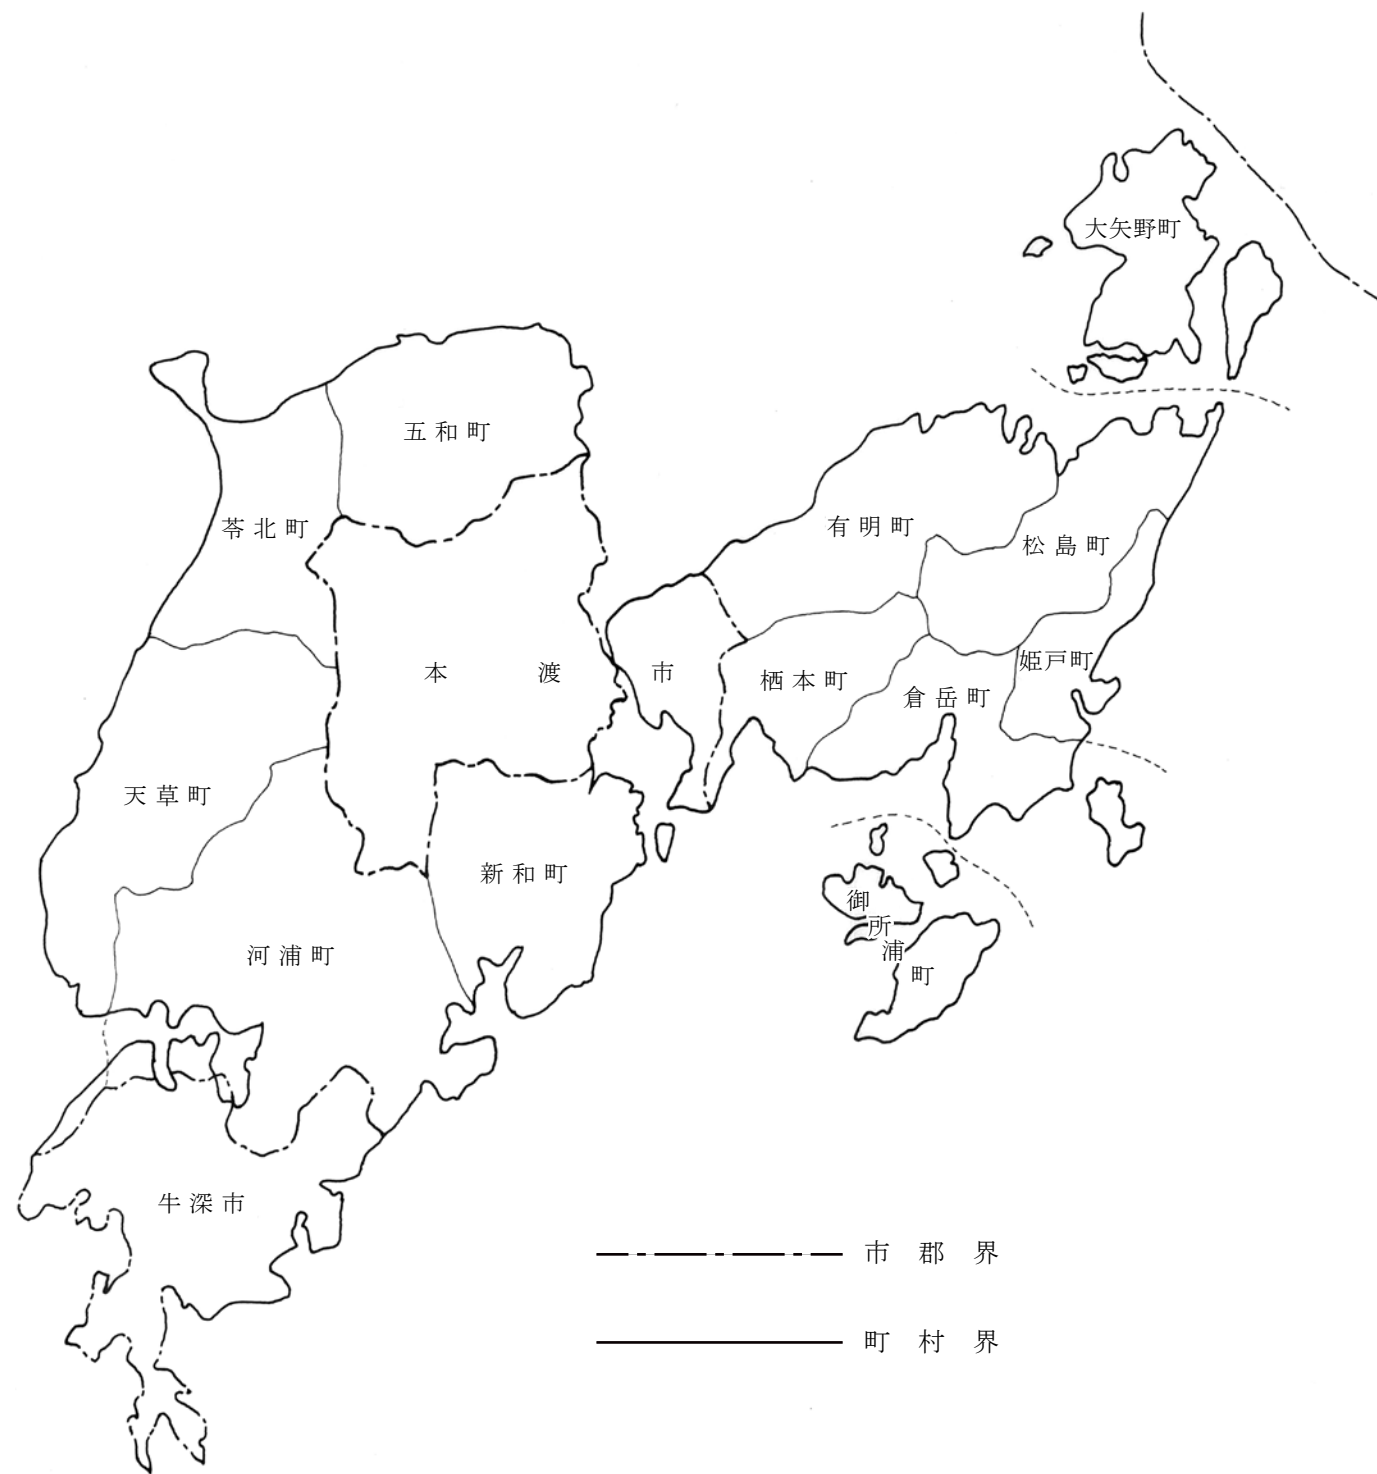 大矢野町
五和町
苓北町
有明町
松島町
本渡市
姫戸町
栖本町
倉岳町
天草町
新和町
御所浦町
河浦町
牛深市
市郡界
町村界